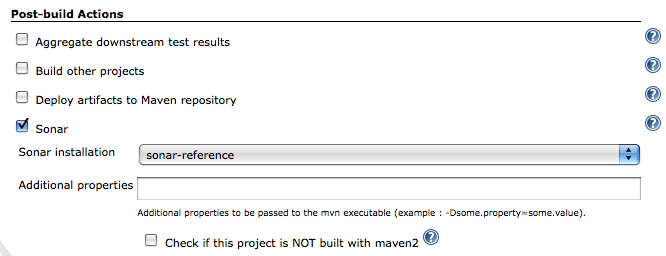 Post-build Actions
Aggregate downstream test results
Build other projects
Deploy artifacts to Maven repository
Sonar
Sonar installation sonar-reference
Additional properties
Additional properties to be passed to the mvn executable (example : -Dsome.property=some.value).
Check if this project is NOT built with maven2